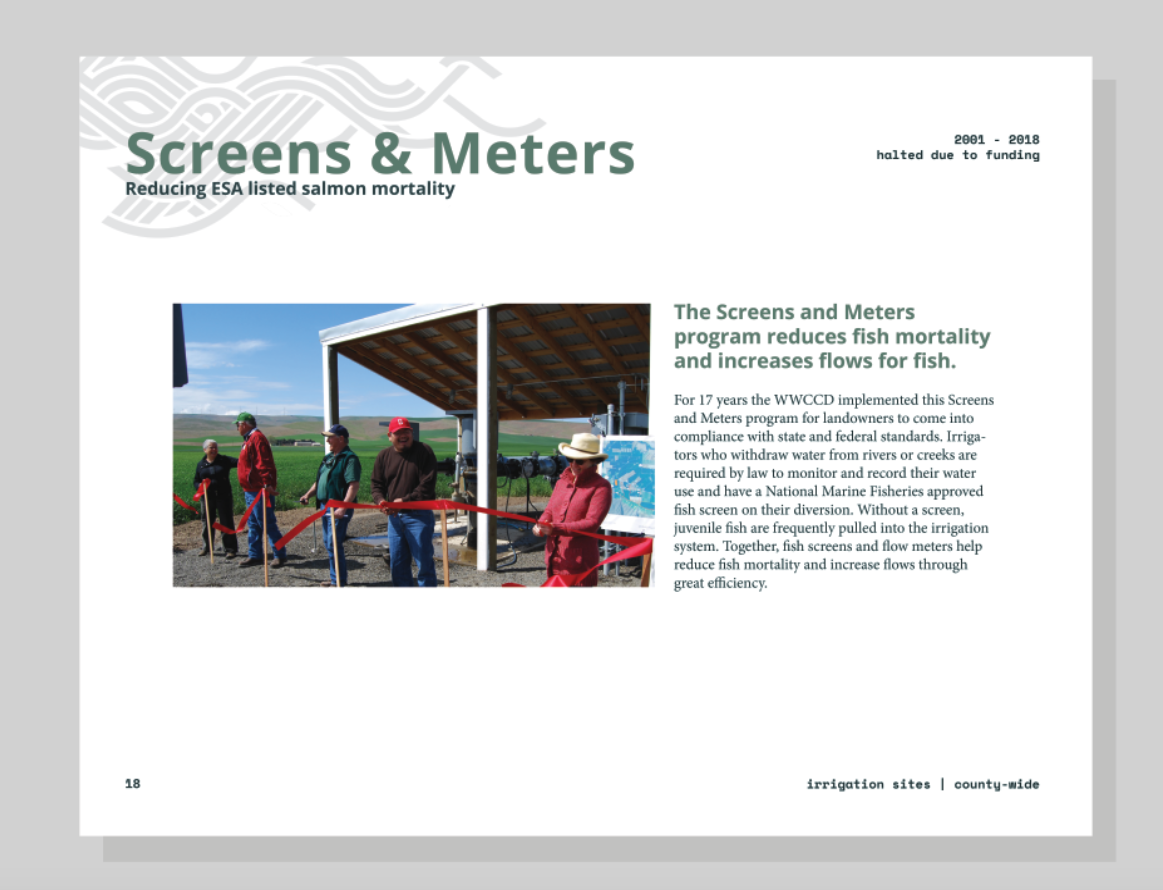 Screens & Meters
Reducing ESA listed salmon mortality
2001 - 2018
halted due to funding
The Screens and Meters
program reduces fish mortality
and increases flows for fish.
For 17 years the WWCCD implemented this Screens
and Meters program for landowners to come into
compliance with state and federal standards. Irriga-
tors who withdraw water from rivers or creeks are
required by law to monitor and record their water
use and have a National Marine Fisheries approved
fish screen on their diversion. Without a screen,
juvenile fish are frequently pulled into the irrigation
system. Together, fish screens and flow meters help
reduce fish mortality and increase flows through
great efficiency.
18
irrigation sites | county-wide